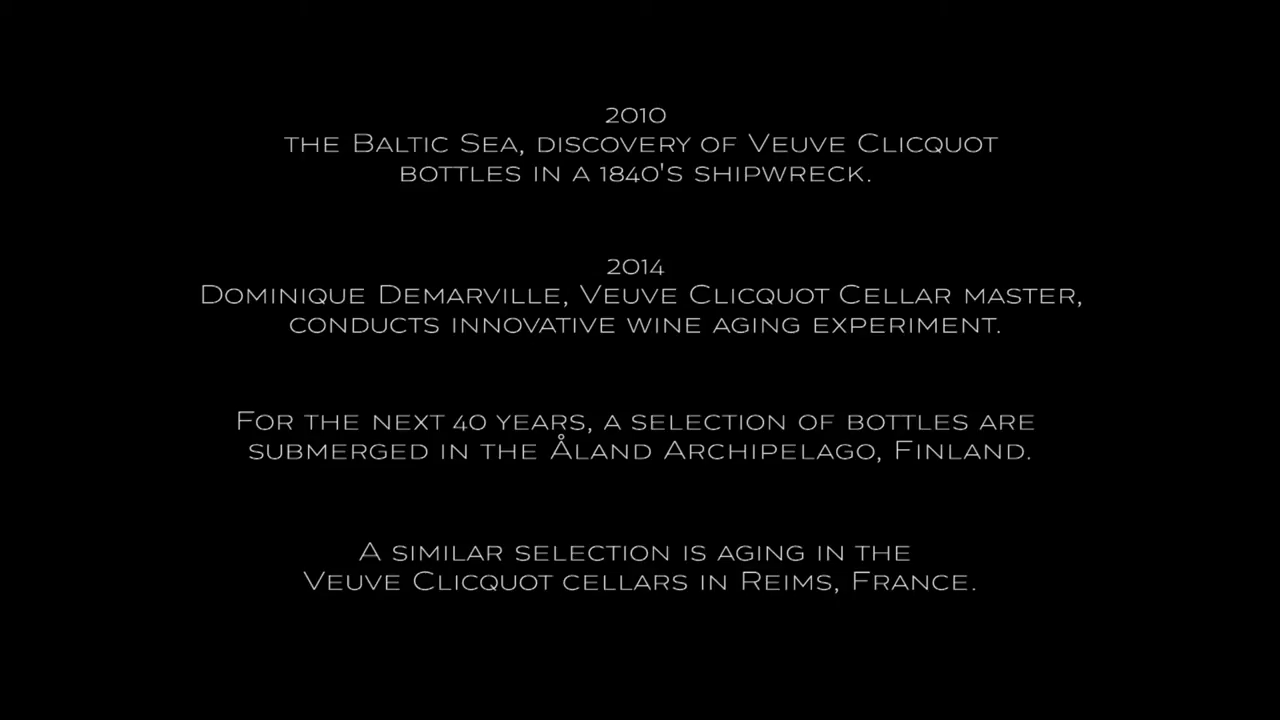 2010
THE BALTIC SEA, DISCOVERY OF VEUVE CLICQUOT
BOTTLES IN A 1840'S SHIPWRECK.
2014
DOMINIQUE DEMARVILLE, VEUVE CLICQUOT CELLAR MASTER,
CONDUCTS INNOVATIVE WINE AGING EXPERIMENT.
FOR THE NEXT 40 YEARS, A SELECTION OF BOTTLES ARE
SUBMERGED IN THE ÅLAND ARCHIPELAGO, FINLAND.
A SIMILAR SELECTION IS AGING IN THE
VEUVE CLICQUOT CELLARS IN REIMS, FRANCE.